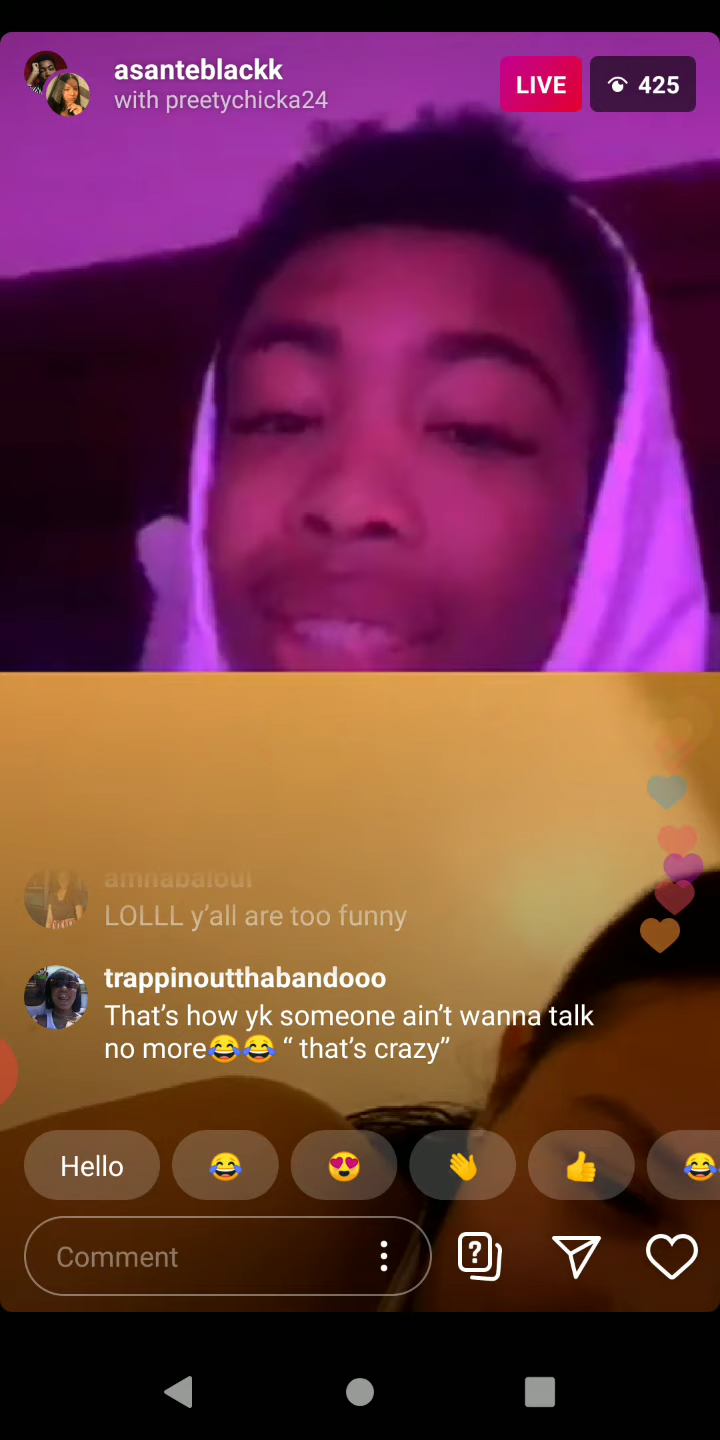 asanteblackk
with preetychicka24
LIVE
425
amnabaloul
LOLLL y'all are too funny
trappinoutthabandooo
That's how yk someone ain't wanna talk
no more😂😂 “ that's crazy”
Hello
Comment